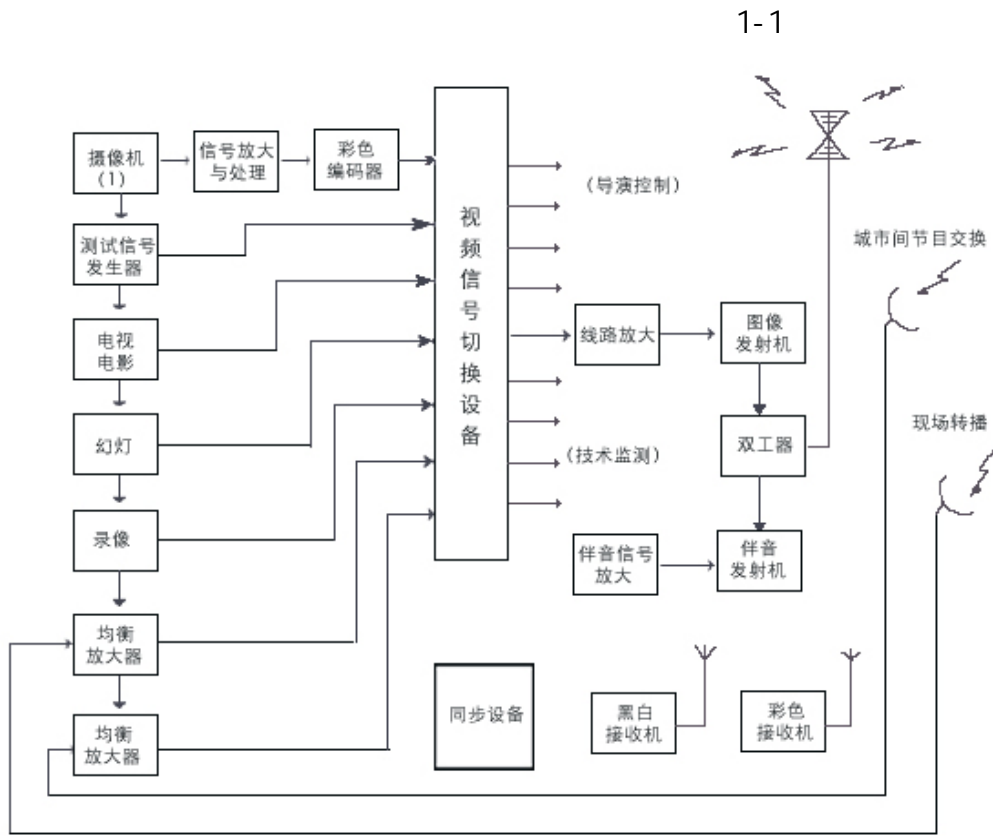 1-1
摄像机
(1)
信号放大
与处理
彩色
编码器
测试信号
发生器
电视
电影
幻灯
录像
均衡
放大器
均衡
放大器
视
频
信
号
切
换
设
备
同步设备
(导演控制)
线路放大
图像
发射机
双工器
(技术监测)
伴音信号
放大
伴音
发射机
黑白
接收机
彩色
接收机
城市间节目交换
现场转播